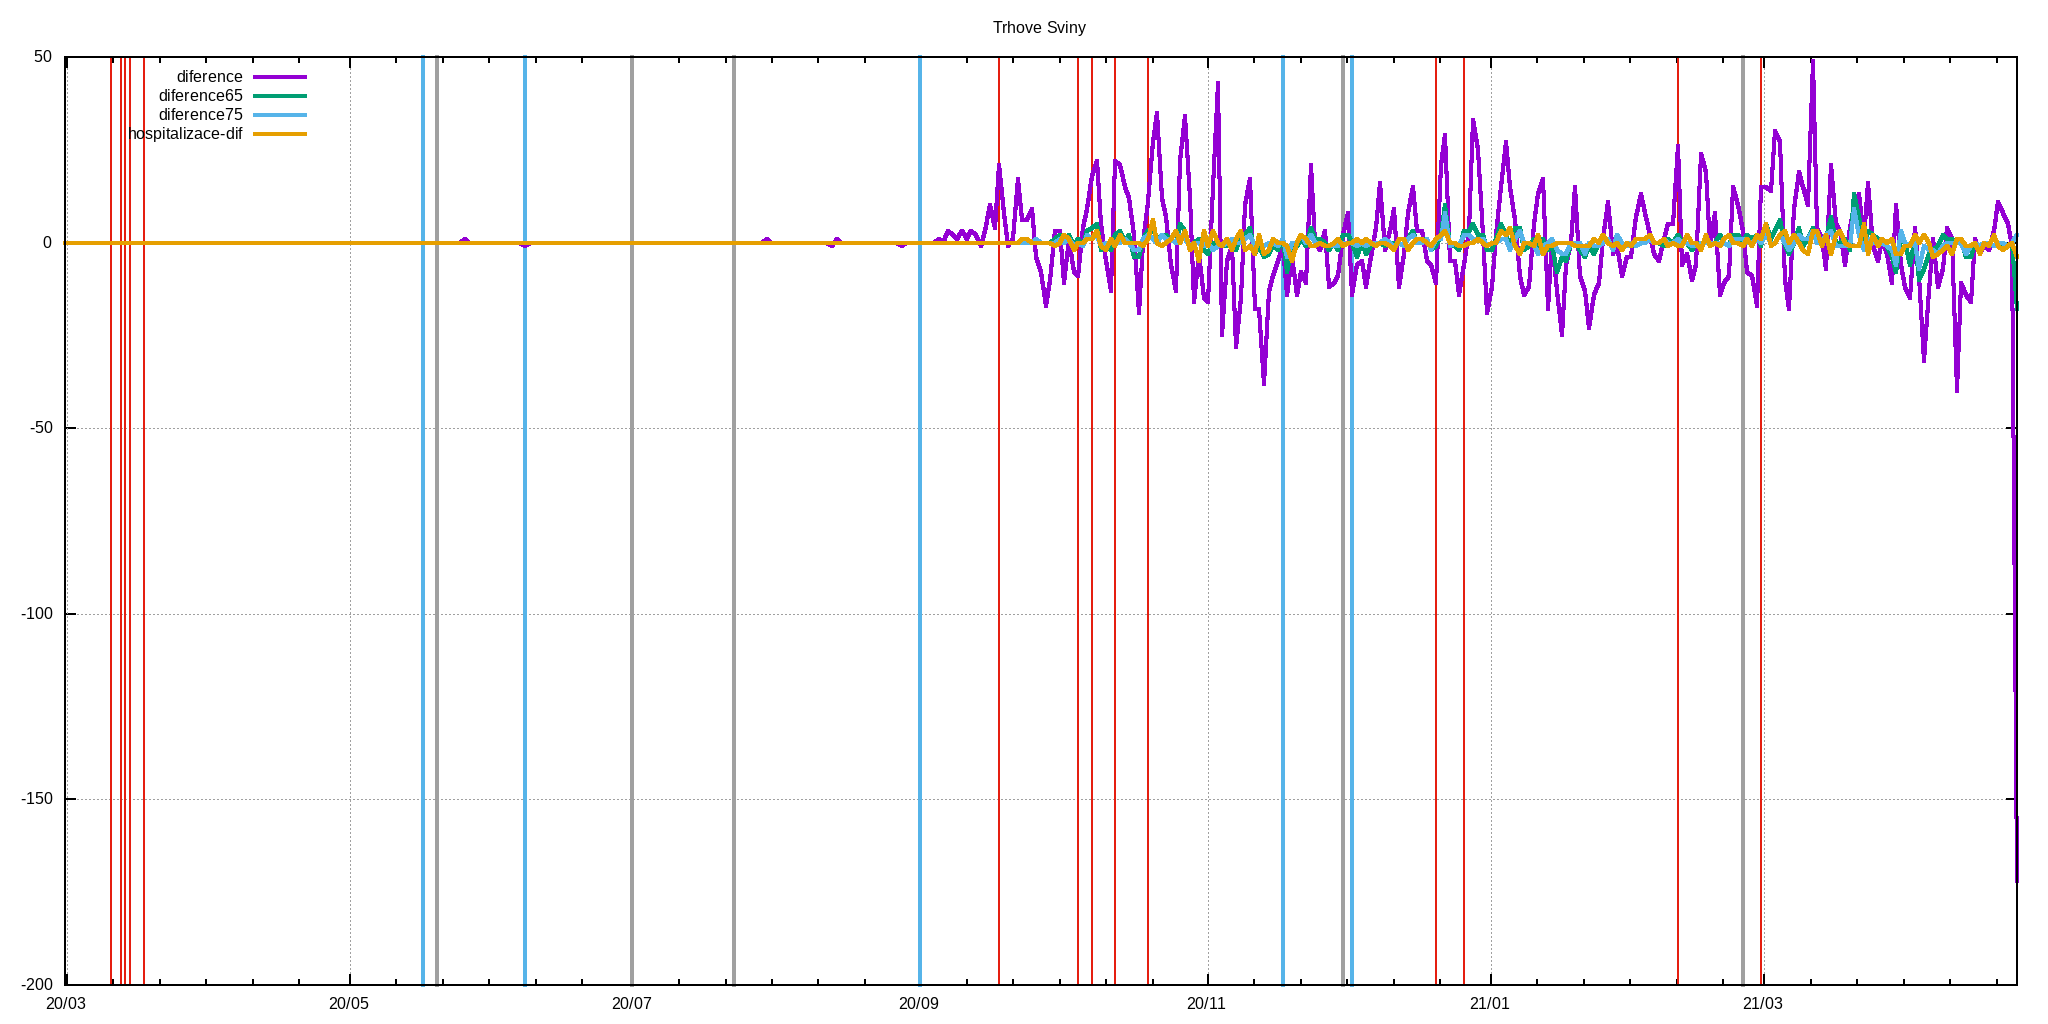 Trhove Sviny
50
diference
diference65
diference75
hospitalizace-dif
0
-50
-100
-150
-200
20/03 20/05 20/07 20/09 20/11 21/01 21/03